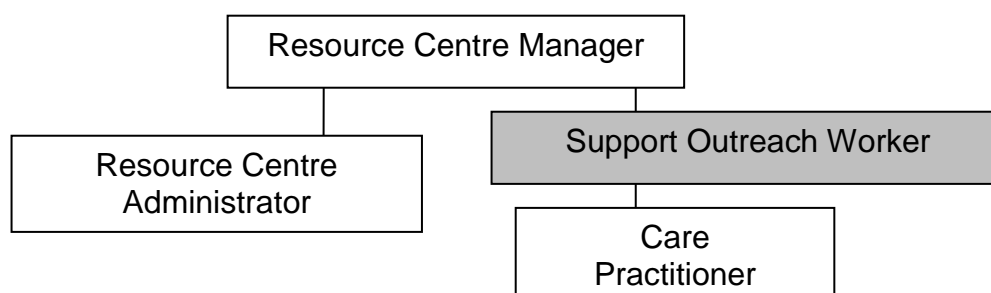 Resource Centre Manager
Support Outreach Worker
Resource Centre
Administrator
Care
Practitioner